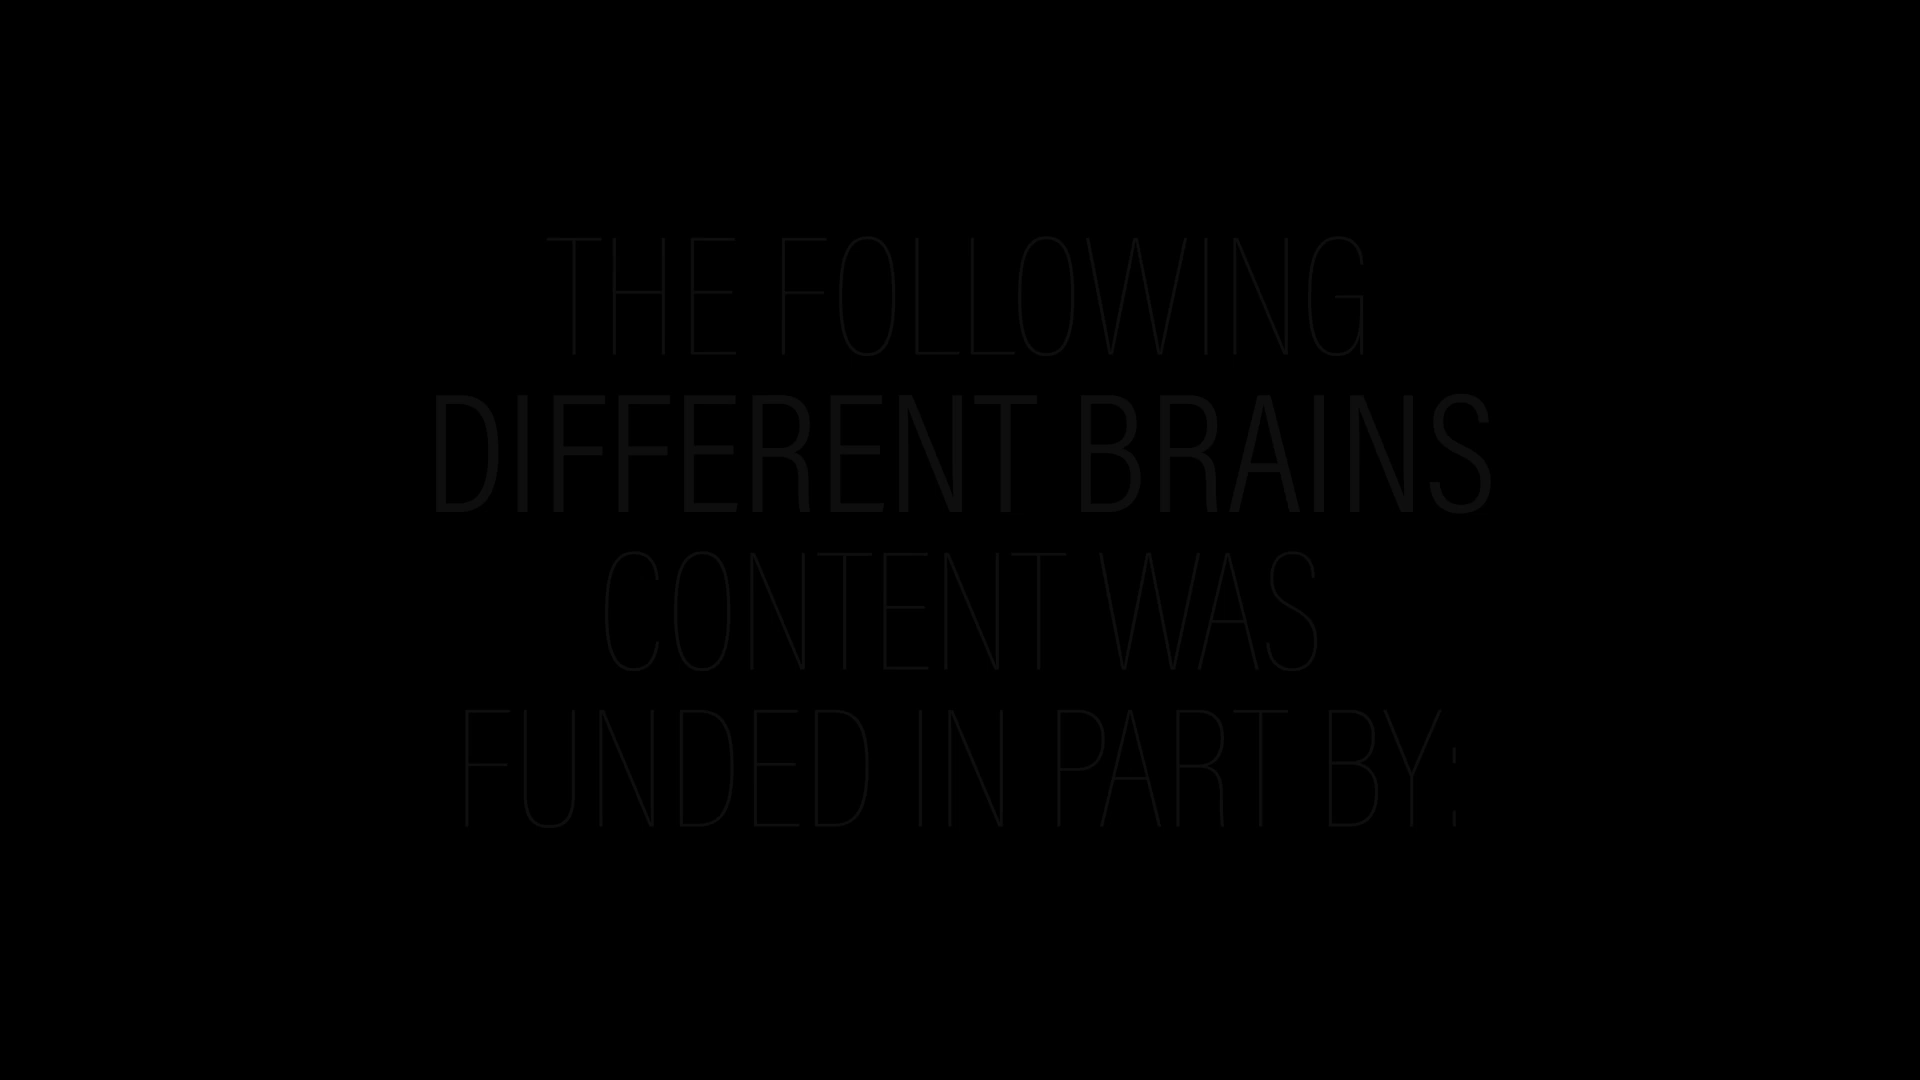 THE FOLLOWING
DIFFERENT BRAINS
CONTENT WAS
FUNDED IN PART BY: